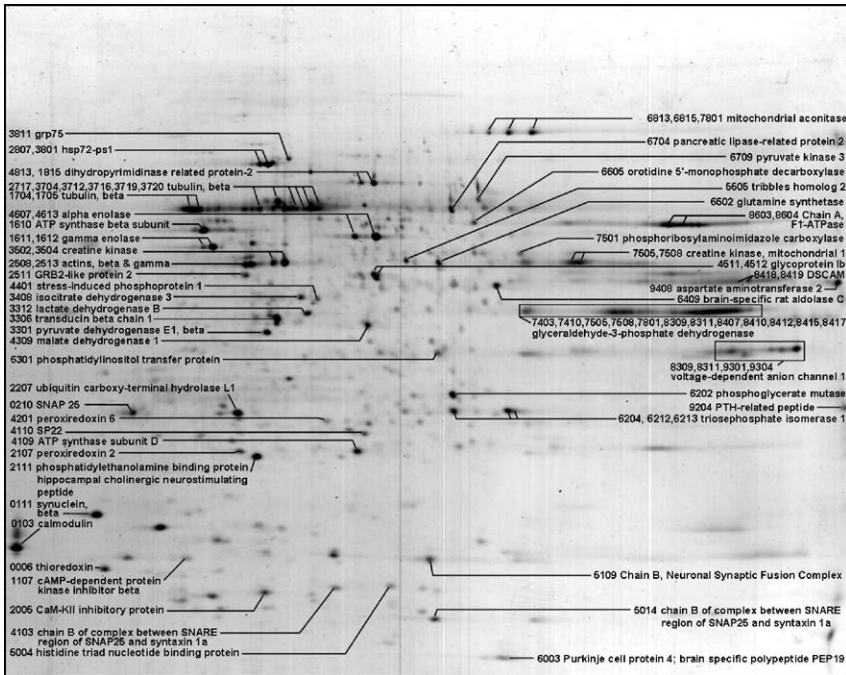 3811 grp75
2807,3801 hsp72-ps1
4813, 1815 dihydropyrimidinase related protein-2
2717,3704,3712,3716,3719,3720 tubulin, beta
1704,1705 tubulin, beta
4607,4613 alpha enolase
1610 ATP synthase beta subunit
1611,1612 gamma enolase
3502,3504 creatine kinase
2508,2513 actins, beta & gamma
2511 GRB2-like protein 2
4401 stress-induced phosphoprotein 1
3408 isocitrate dehydrogenase 3
3312 lactate dehydrogenase B
3306 transducin beta chain 1
3301 pyruvate dehydrogenase E1, beta
4309 malate dehydrogenase 1
6301 phosphatidylinositol transfer protein
2207 ubiquitin carboxy-terminal hydrolase L1
0210 SNAP 25
4201 peroxiredoxin 6
4110 SP22
4109 ATP synthase subunit D
2107 peroxiredoxin 2
2111 phosphatidylethanolamine binding protein
hippocampal cholinergic neurostimulating
peptide
0111 synuclein,
beta
0103 calmodulin
0006 thioredoxin
1107 cAMP-dependent protein
kinase inhibitor beta
2005 CaM-KII inhibitory protein
4103 chain B of complex between SNARE
region of SNAP25 and syntaxin 1a
5004 histidine triad nucleotide binding protein
6813,6815,7801 mitochondrial aconitase
6704 pancreatic lipase-related protein 2
6709 pyruvate kinase 3
6605 orotidine 5'-monophosphate decarboxylase
5505 tribbles homolog 2
6502 glutamine synthetase
8603,8604 Chain A,
F1-ATPase
7501 phosphoribosylaminoimidazole carboxylase
7505,7508 creatine kinase, mitochondrial 1
4511,4512 glycoprotein Ib
8418,8419 DSCAM
9408 aspartate aminotransferase 2
6409 brain-specific rat aldolase C
7403,7410,7505,7508,7801,8309,8311,8407,8410,8412,8415,8417
glyceraldehyde-3-phosphate dehydrogenase
8309,8311,9301,9304
voltage-dependent anion channel 1
6202 phosphoglycerate mutase
9204 PTH-related peptide
6204, 6212,6213 triosephosphate isomerase 1
5109 Chain B, Neuronal Synaptic Fusion Complex
5014 chain B of complex between SNARE
region of SNAP25 and syntaxin 1a
6003 Purkinje cell protein 4; brain specific polypeptide PEP19